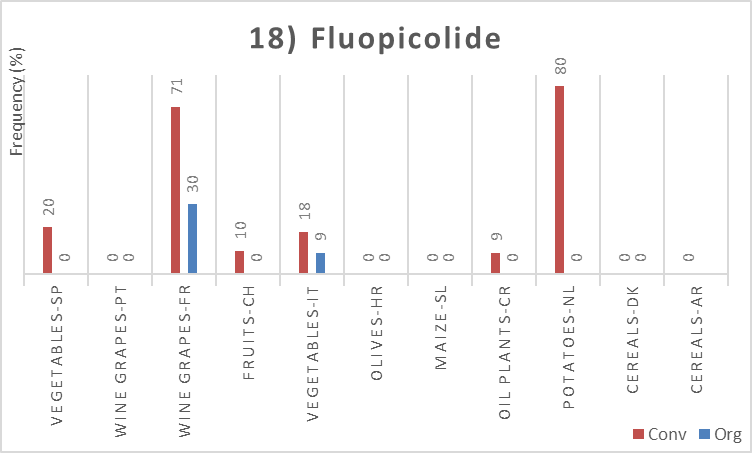 18) Fluopicolide
Frequency (%)
20
0
0
0
71
30
10
0
18
9
0
0
0
0
9
0
80
0
0
0
0
VEGETABLES-SP
WINE GRAPES-PT
WINE GRAPES-FR
FRUITS-CH
VEGETABLES-IT
OLIVES-HR
MAIZE-SL
OIL PLANTS-CR
POTATOES-NL
CEREALS-DK
CEREALS-AR
Conv Org